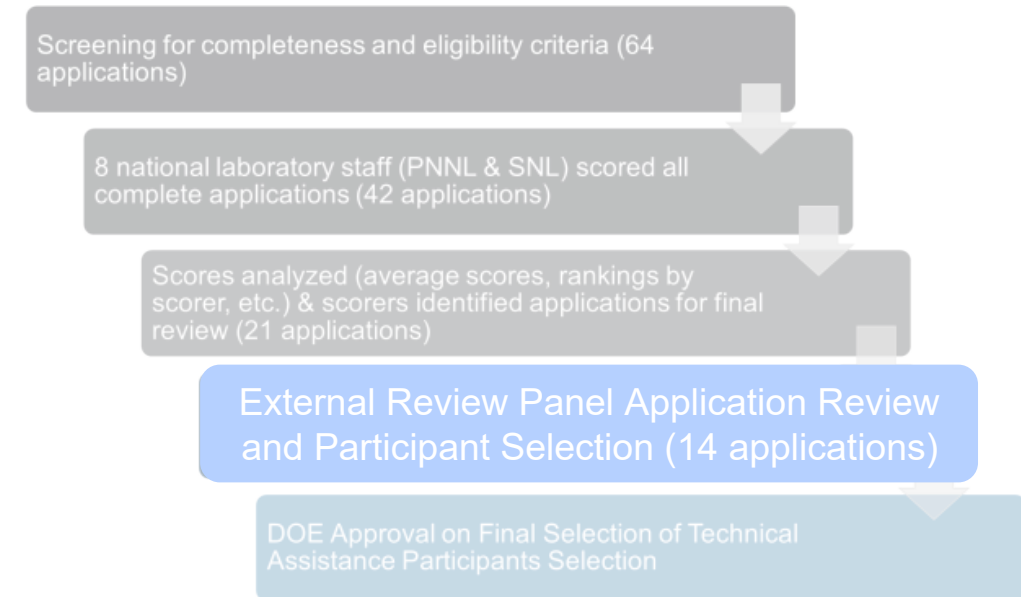 Screening for completeness and eligibility criteria (64
applications)
8 national laboratory staff (PNNL & SNL) scored all
complete applications (42 applications)
Scores analyzed (average scores, rankings by
scorer, etc.) & scorers identified applications for final
review (21 applications)
External Review Panel Application Review
and Participant Selection (14 applications)
DOE Approval on Final Selection of Technical
Assistance Participants Selection